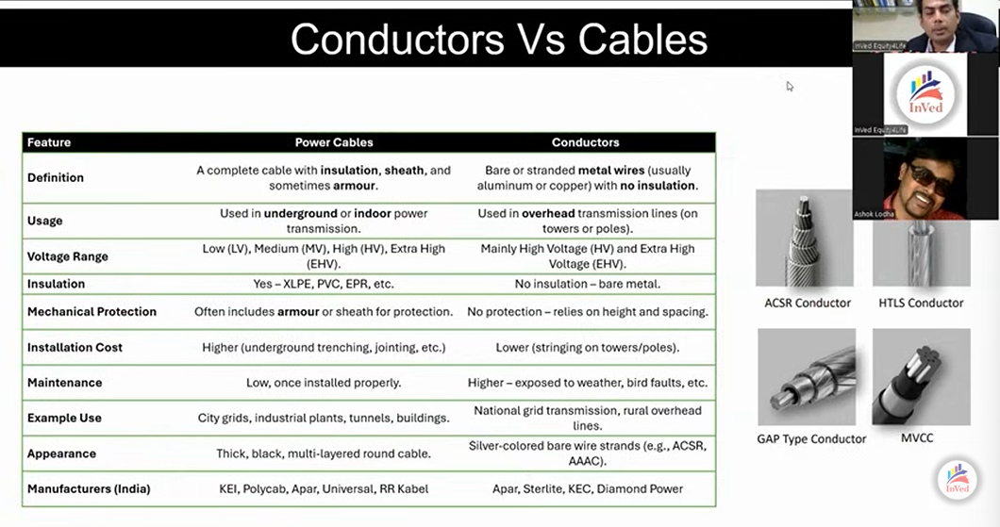 Conductors Vs Cables
InVed Equity4Life
InVed
InVed Equity4Life
Ashok Lodha
Feature Power Cables Conductors
Definition
A complete cable with insulation, sheath, and
sometimes armour.
Bare or stranded metal wires (usually
aluminum or copper) with no insulation.
Usage
Used in underground or indoor power
transmission.
Used in overhead transmission lines (on
towers or poles).
Voltage Range
Low (LV), Medium (MV), High (HV), Extra High
(EHV).
Mainly High Voltage (HV) and Extra High
Voltage (EHV).
Insulation Yes – XLPE, PVC, EPR, etc. No insulation – bare metal.
Mechanical Protection Often includes armour or sheath for protection. No protection – relies on height and spacing.
Installation Cost Higher (underground trenching, jointing, etc.) Lower (stringing on towers/poles).
Maintenance Low, once installed properly. Higher – exposed to weather, bird faults, etc.
Example Use City grids, industrial plants, tunnels, buildings.
National grid transmission, rural overhead
lines.
Appearance Thick, black, multi-layered round cable.
Silver-colored bare wire strands (e.g., ACSR,
AAAC).
Manufacturers (India) KEI, Polycab, Apar, Universal, RR Kabel Apar, Sterlite, KEC, Diamond Power
ACSR Conductor HTLS Conductor
GAP Type Conductor MVCC
InVed